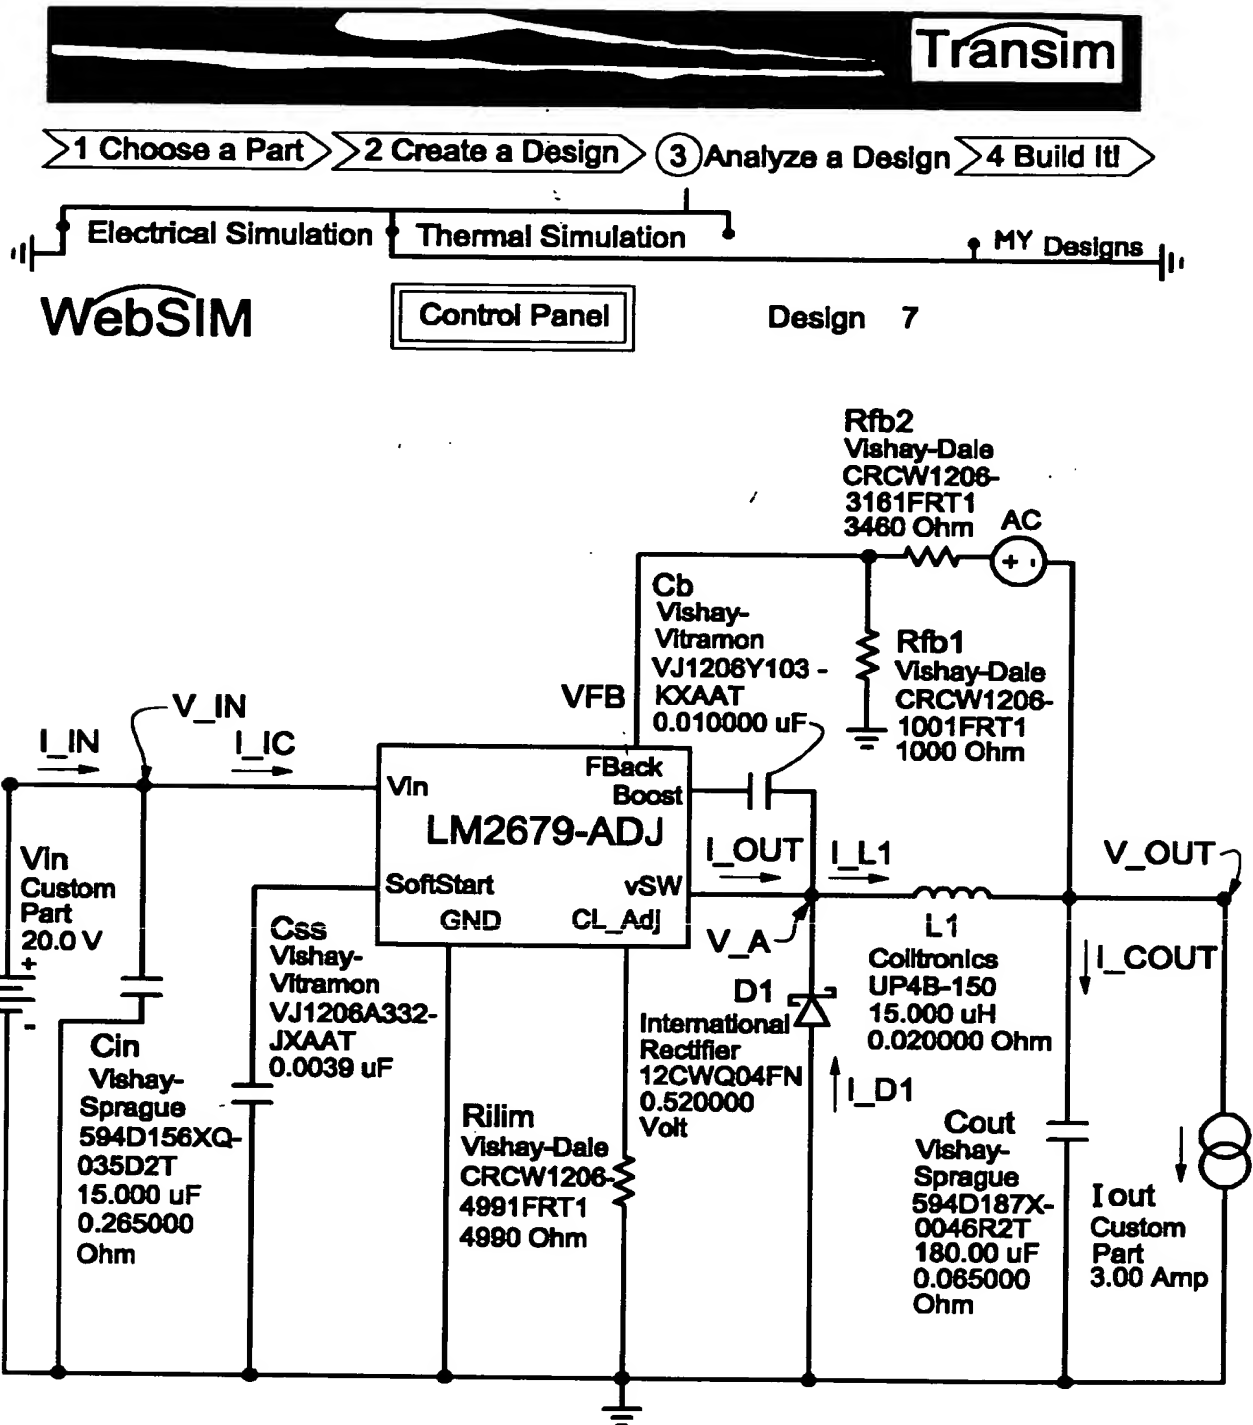 Transim
1 Choose a Part
2 Create a Design
3 Analyze a Design
4 Build It!
Electrical Simulation
Thermal Simulation
MY Designs
WebSIM
Control Panel
Design 7
Rfb2
Vishay-Dale
CRCW1206-
3161FRT1
3460 Ohm
AC
+ -
Cb
Vishay-
Vitramon
VJ1206Y103 -
KXAAT
0.010000 uF
Rfb1
Vishay-Dale
CRCW1206-
1001FRT1
1000 Ohm
VFB
V_IN
I_IN
I_IC
Vin
FBack
Boost
LM2679-ADJ
SoftStart
vSW
GND
CL_Adj
I_OUT
I_L1
V_OUT
V_A
Vin
Custom
Part
20.0 V
+
-
Css
Vishay-
Vitramon
VJ1206A332-
JXAAT
0.0039 uF
L1
Coiltronics
UP4B-150
15.000 uH
0.020000 Ohm
I_COUT
D1
International
Rectifier
12CWQ04FN
0.520000
Volt
I_D1
Cin
Vishay-
Sprague
594D156XQ-
035D2T
15.000 uF
0.265000
Ohm
Rilim
Vishay-Dale
CRCW1206-
4991FRT1
4990 Ohm
Cout
Vishay-
Sprague
594D187X-
0046R2T
180.00 uF
0.065000
Ohm
Iout
Custom
Part
3.00 Amp